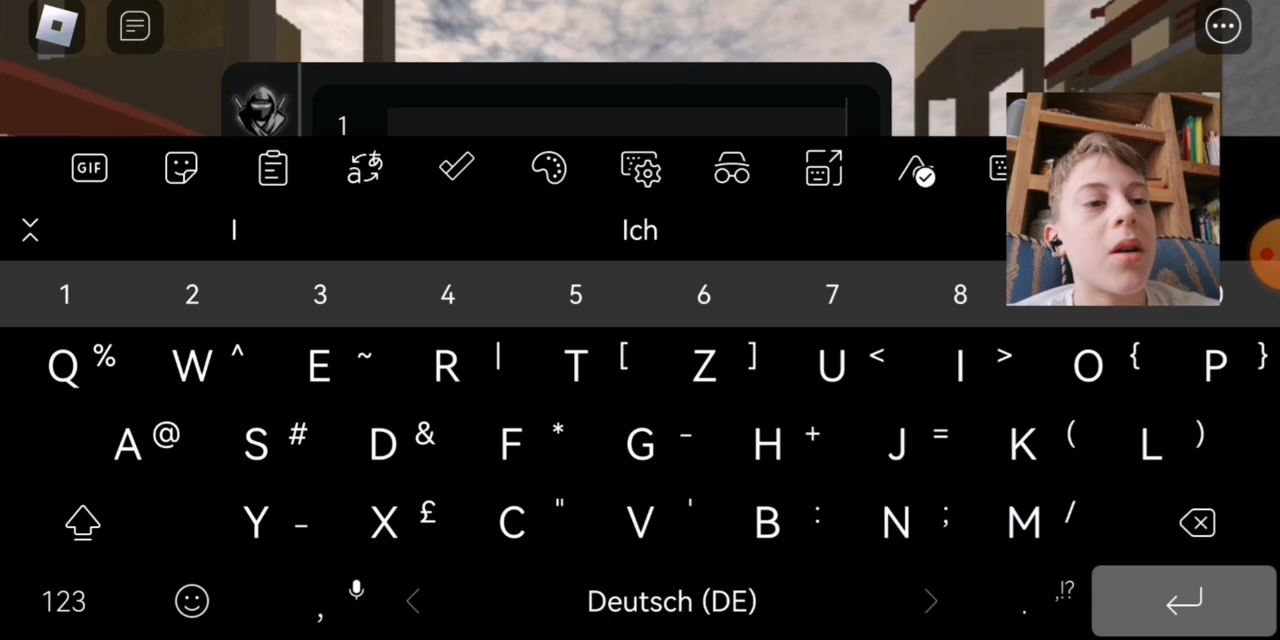 1
GIF
I Ich
1 2 3 4 5 6 7 8
Q % W ^ E ~ R | T [ Z ] U < I > O { P }
A @ S # D & F * G - H + J = K ( L )
Y _ X £ C " V ' B : N ; M /
123 , < Deutsch (DE) > . ,!?